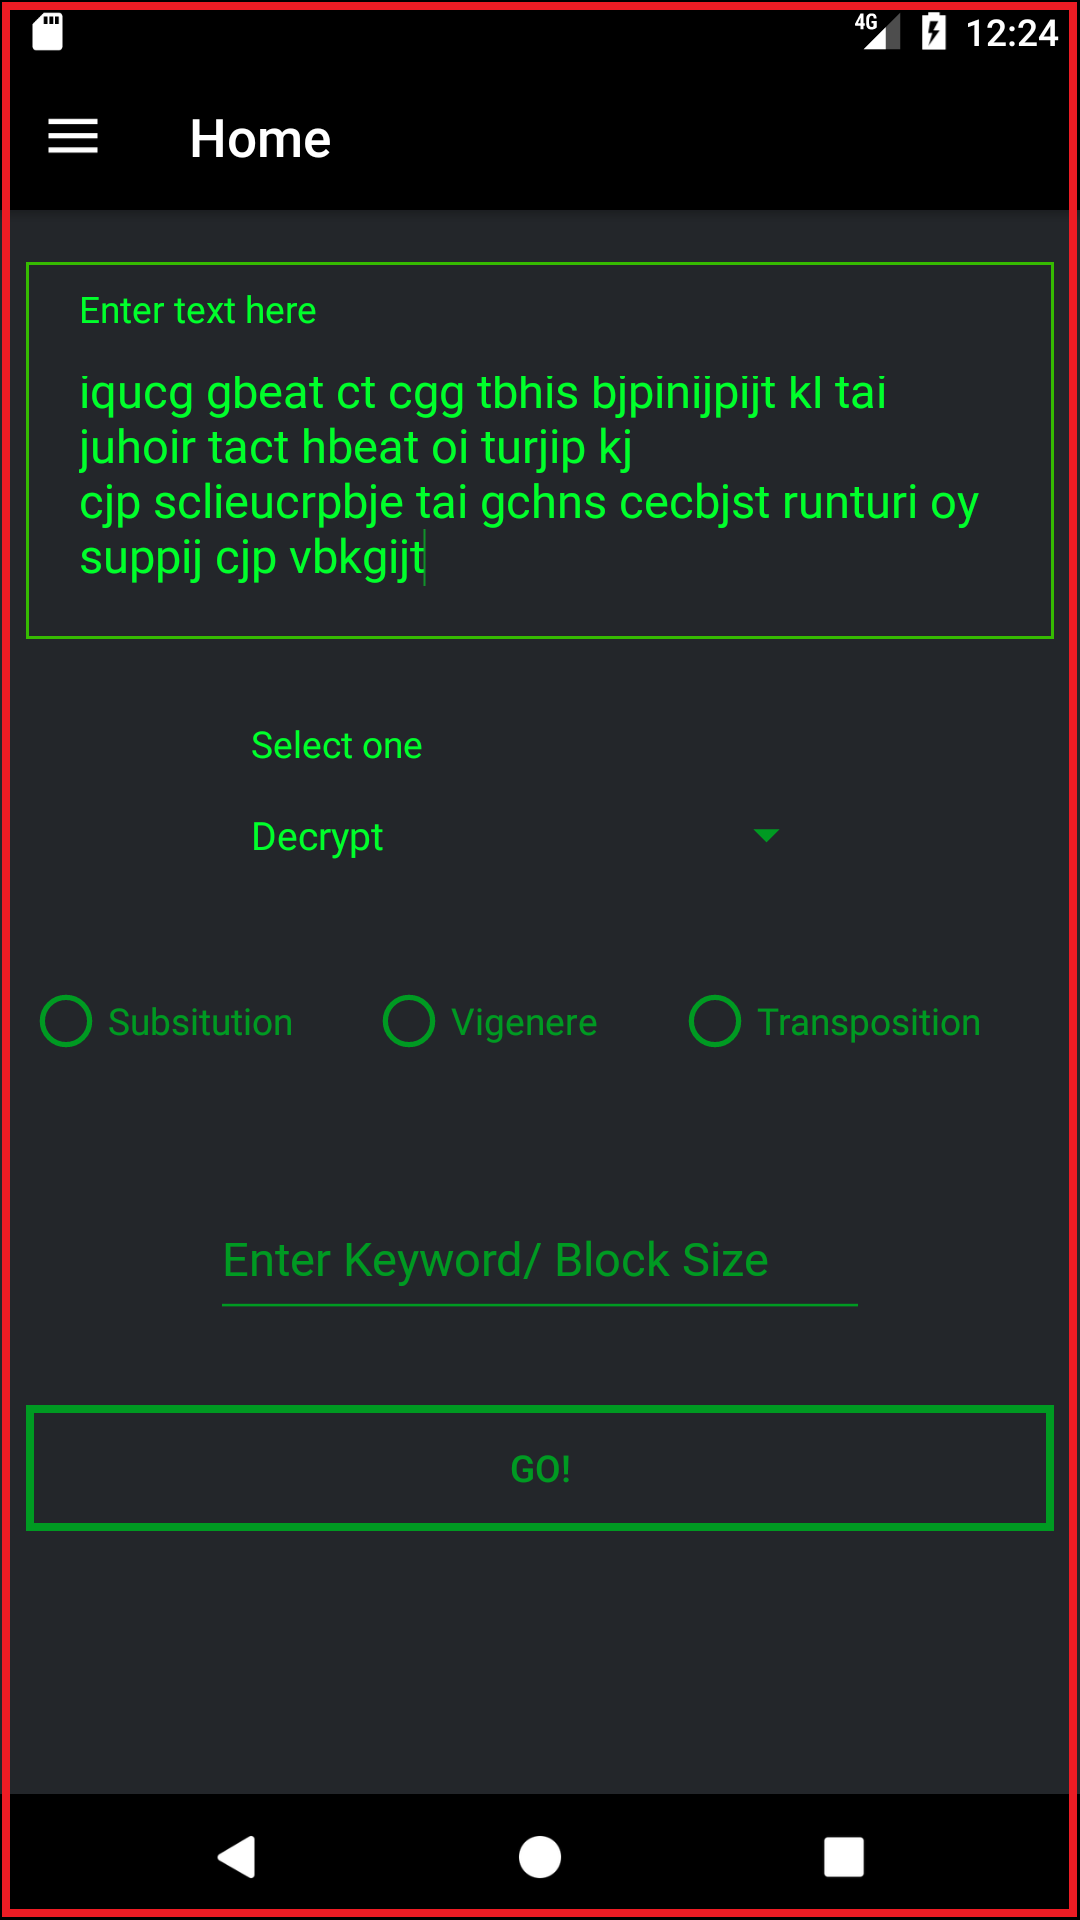 4G 12:24
Home
Enter text here
iqucg gbeat ct cgg tbhis bjpinijpijt kl tai
juhoir tact hbeat oi turjip kj
cjp sclieucrpbje tai gchns cecbjst runturi oy
suppij cjp vbkgijt
Select one
Decrypt
Subsitution Vigenere Transposition
Enter Keyword/ Block Size
GO!